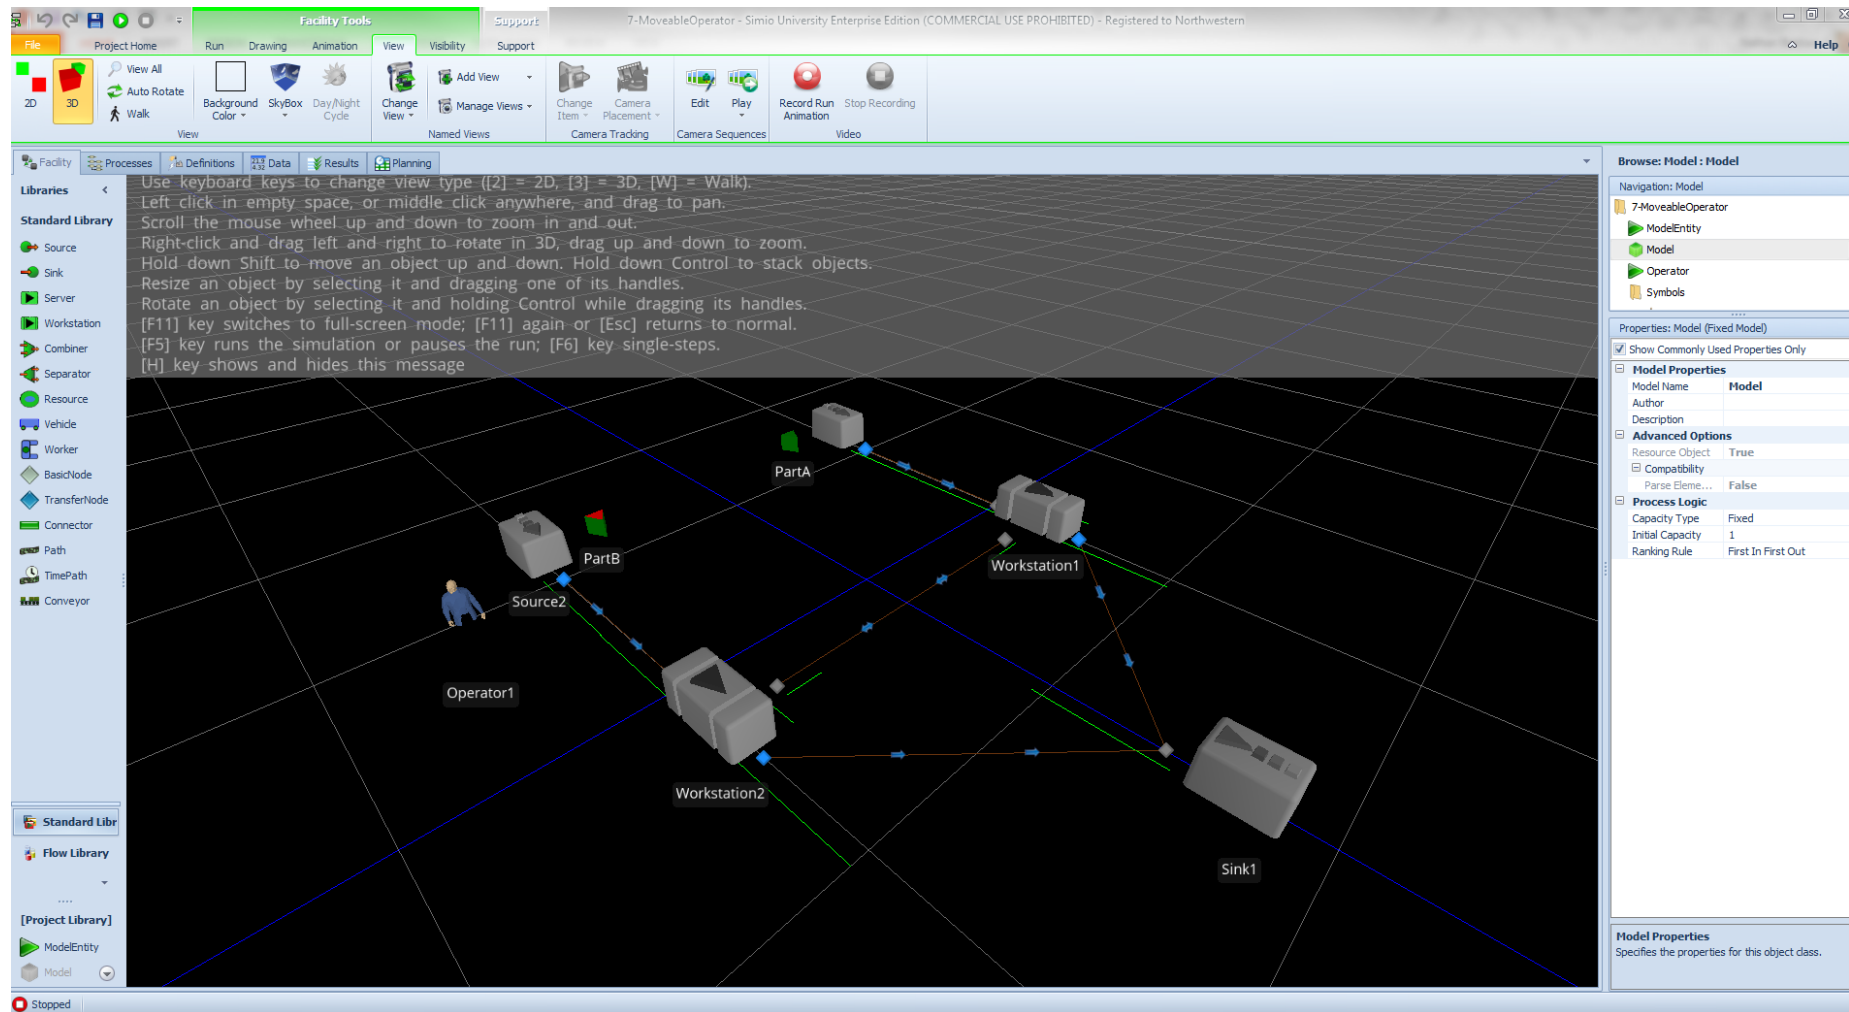 Facility Tools
Support
7-MoveableOperator - Simio University Enterprise Edition (COMMERCIAL USE PROHIBITED) - Registered to Northwestern
File
Project Home
Run
Drawing
Animation
View
Visibility
Support
Help
2D
3D
View All
Auto Rotate
Walk
Background Color
SkyBox
Day/Night Cycle
View
Change View
Add View
Manage Views
Named Views
Change Item
Camera Placement
Camera Tracking
Edit
Play
Camera Sequences
Record Run Animation
Stop Recording
Video
Facility
Processes
Definitions
Data
Results
Planning
Libraries
Standard Library
Source
Sink
Server
Workstation
Combiner
Separator
Resource
Vehicle
Worker
BasicNode
TransferNode
Connector
Path
TimePath
Conveyor
Standard Libr
Flow Library
[Project Library]
ModelEntity
Model
Stopped
Use keyboard keys to change view type ([2] = 2D, [3] = 3D, [W] = Walk).
Left click in empty space, or middle click anywhere, and drag to pan.
Scroll the mouse wheel up and down to zoom in and out.
Right-click and drag left and right to rotate in 3D, drag up and down to zoom.
Hold down Shift to move an object up and down. Hold down Control to stack objects.
Resize an object by selecting it and dragging one of its handles.
Rotate an object by selecting it and holding Control while dragging its handles.
[F11] key switches to full-screen mode; [F11] again or [Esc] returns to normal.
[F5] key runs the simulation or pauses the run; [F6] key single-steps.
[H] key shows and hides this message
PartA
PartB
Source2
Workstation1
Operator1
Workstation2
Sink1
Browse: Model : Model
Navigation: Model
7-MoveableOperator
ModelEntity
Model
Operator
Symbols
Properties: Model (Fixed Model)
Show Commonly Used Properties Only
Model Properties
Model Name Model
Author
Description
Advanced Options
Resource Object True
Compatibility
Parse Eleme... False
Process Logic
Capacity Type Fixed
Initial Capacity 1
Ranking Rule First In First Out
Model Properties
Specifies the properties for this object class.